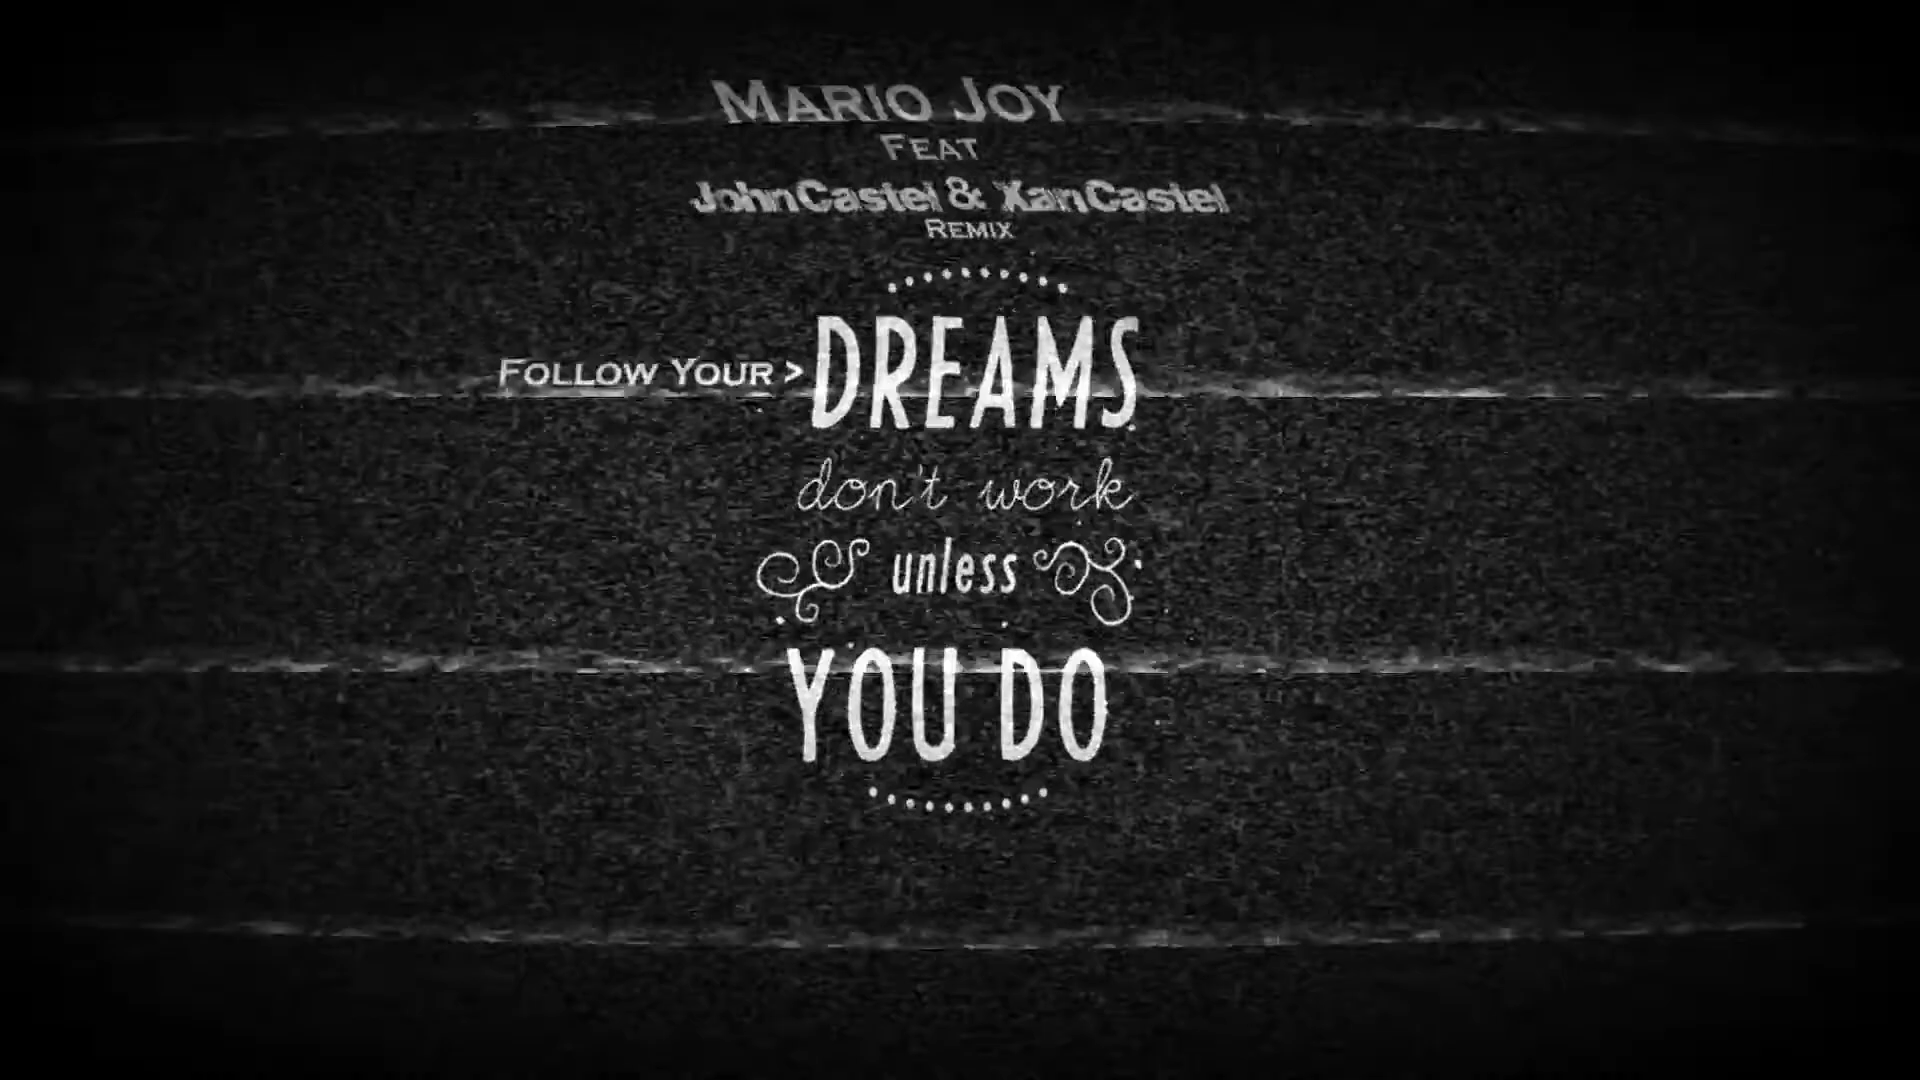 Mario Joy
Feat
JohnCastel & XanCastel
Remix
Follow Your > DREAMS
don't work
unless
YOU DO